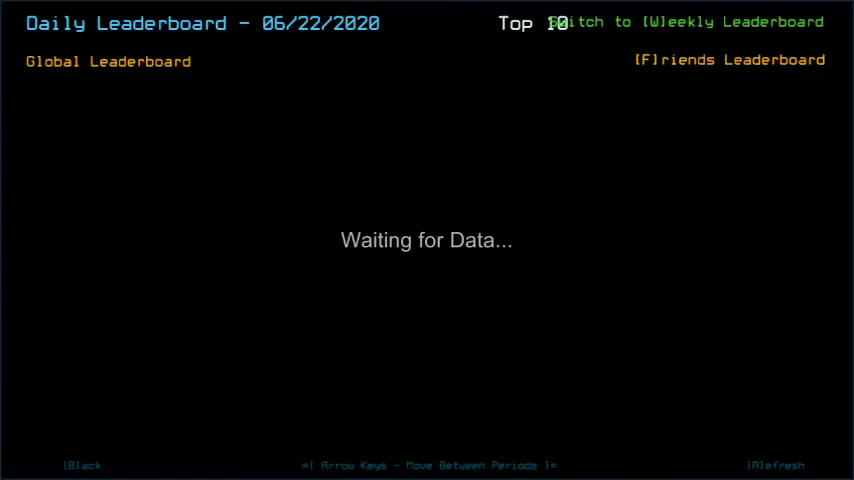 Daily Leaderboard - 06/22/2020 Top 10 Switch to [W]eekly Leaderboard
Global Leaderboard [F]riends Leaderboard
Waiting for Data...
[B]ack =[ Arrow Keys - Move Between Periods ]= [R]efresh